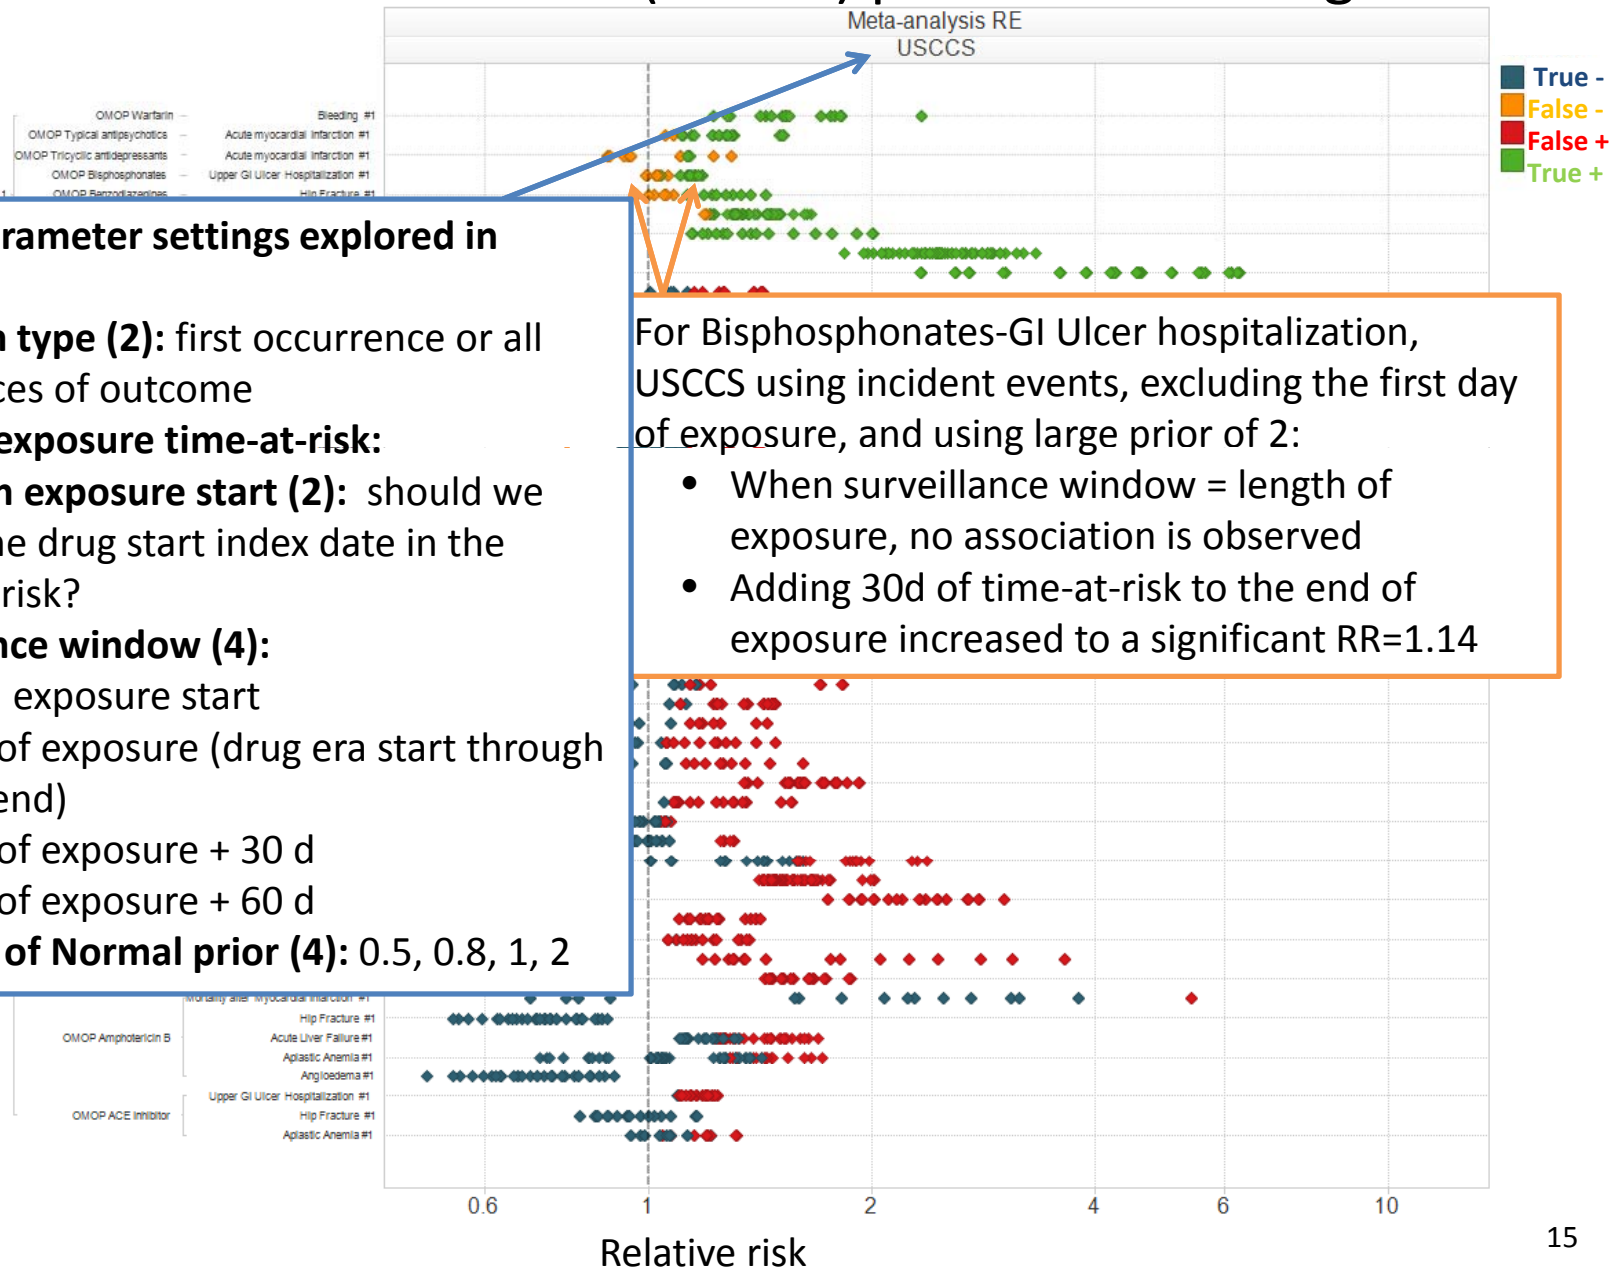 Meta-analysis RE
USCCS
True -
False -
False +
True +
OMOP Warfarin
Bleeding #1
OMOP Typical antipsychotics
Acute myocardial Infarction #1
OMOP Tricyclic antidepressants
Acute myocardial Infarction #1
OMOP Bisphosphonates
Upper GI Ulcer Hospitalization #1
OMOP Benzodiazepines
Hip Fracture #1
rameter settings explored in
type (2): first occurrence or all
ces of outcome
exposure time-at-risk:
n exposure start (2): should we
he drug start index date in the
risk?
nce window (4):
exposure start
of exposure (drug era start through
end)
of exposure + 30 d
of exposure + 60 d
of Normal prior (4): 0.5, 0.8, 1, 2
For Bisphosphonates-GI Ulcer hospitalization,
USCCS using incident events, excluding the first day
of exposure, and using large prior of 2:
• When surveillance window = length of
exposure, no association is observed
• Adding 30d of time-at-risk to the end of
exposure increased to a significant RR=1.14
Mortality after Myocardial Infarction #1
Hip Fracture #1
OMOP Amphotericin B
Acute Liver Failure #1
Aplastic Anemia #1
Angioedema #1
Upper GI Ulcer Hospitalization #1
OMOP ACE Inhibitor
Hip Fracture #1
Aplastic Anemia #1
0.6 1 2 4 6 10
Relative risk
15